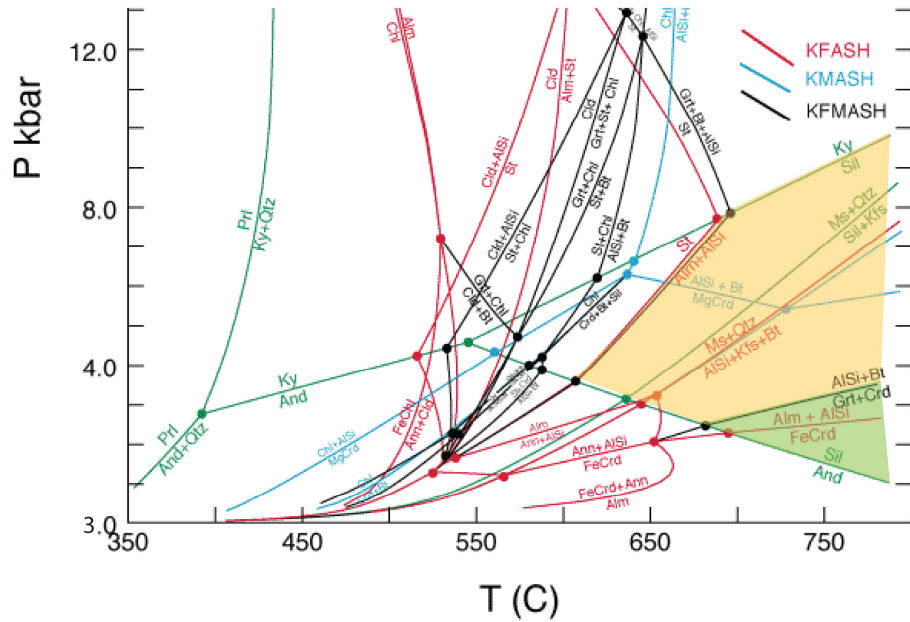 12.0
8.0
4.0
3.0
P kbar
350
450
550
650
750
T (C)
KFASH
KMASH
KFMASH
Prl
Ky+Qtz
Prl
And+Qtz
Ky
And
Ky
Sil
Sil
And
Alm
Chl
Cld+AlSi
St
Cld
Alm+St
Cld
Grt+St+ Chl
Cld+AlSi
St+Chl
Grt+Chl
St+Bt
Grt+Chl
Cld+Bt
St+Chl
AlSi+Bt
Chl
Crd+Bt+Sil
Chl
Grt+Bt+AlSi
St
St
Alm+AlSi
AlSi + Bt
MgCrd
Ms+Qtz
Sil+Kfs
Ms+Qtz
AlSi+Kfs+Bt
AlSi+Bt
Grt+Crd
Alm + AlSi
FeCrd
Ann+AlSi
FeCrd
FeCrd+Ann
Alm
Alm
Ann+AlSi
FeChl
Ann+Cld
Chl+AlSi
MgCrd